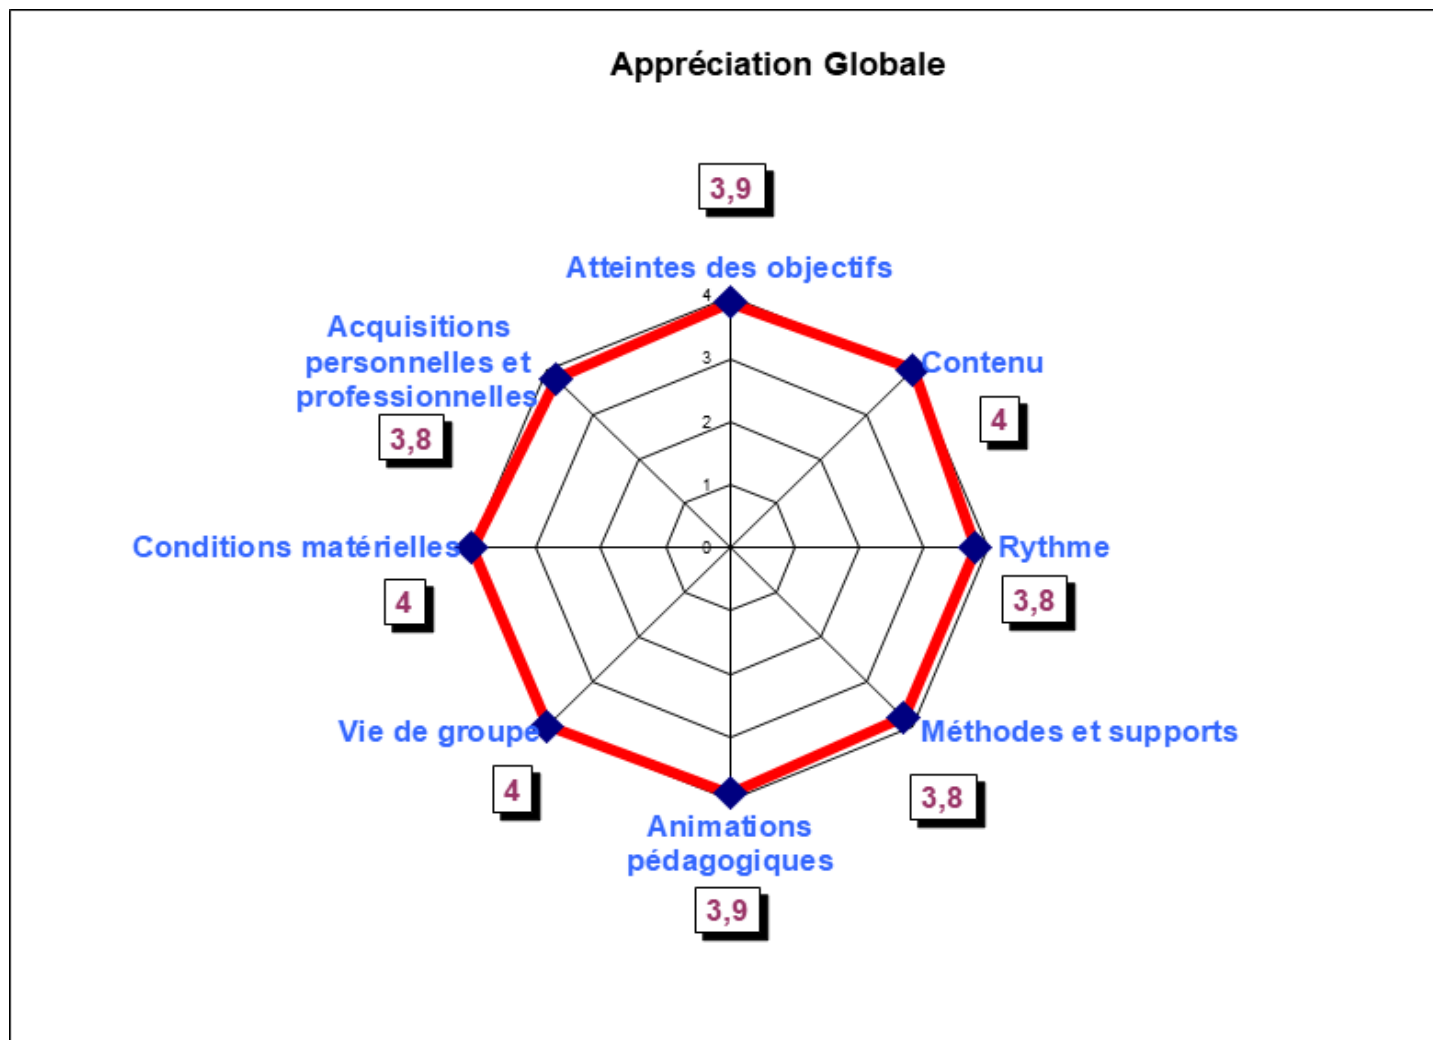 Appréciation Globale
3,9
Atteintes des objectifs
Acquisitions
personnelles et
professionnelles
3,8
Contenu
4
4
3
2
1
0
Conditions matérielles
4
Rythme
3,8
Vie de groupe
4
Méthodes et supports
3,8
Animations
pédagogiques
3,9